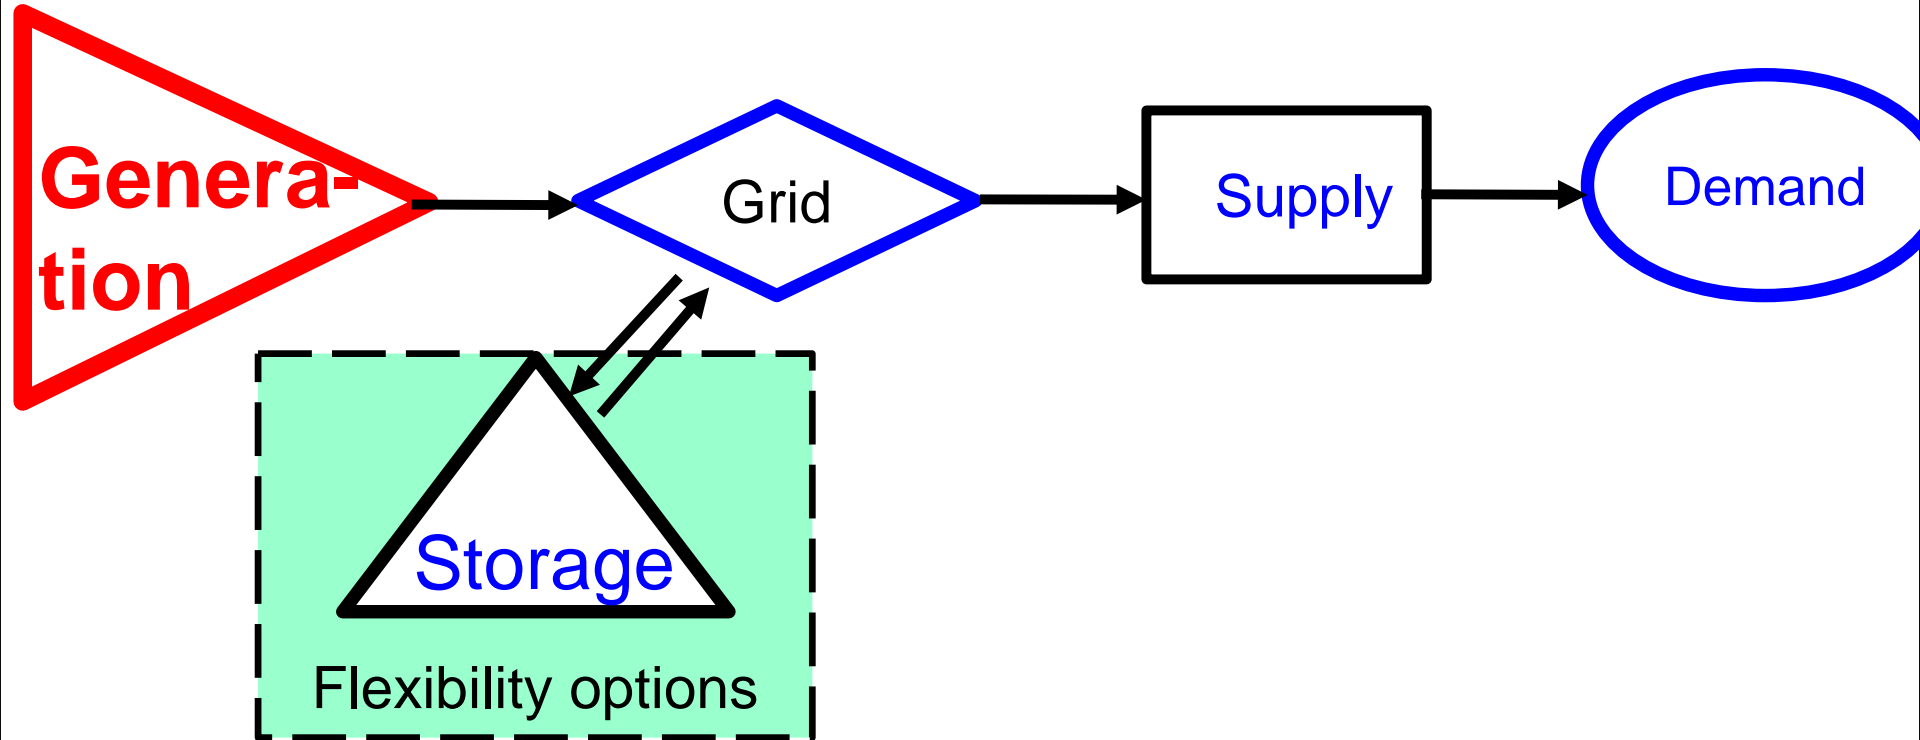 Genera-
tion
Grid
Supply
Demand
Storage
Flexibility options